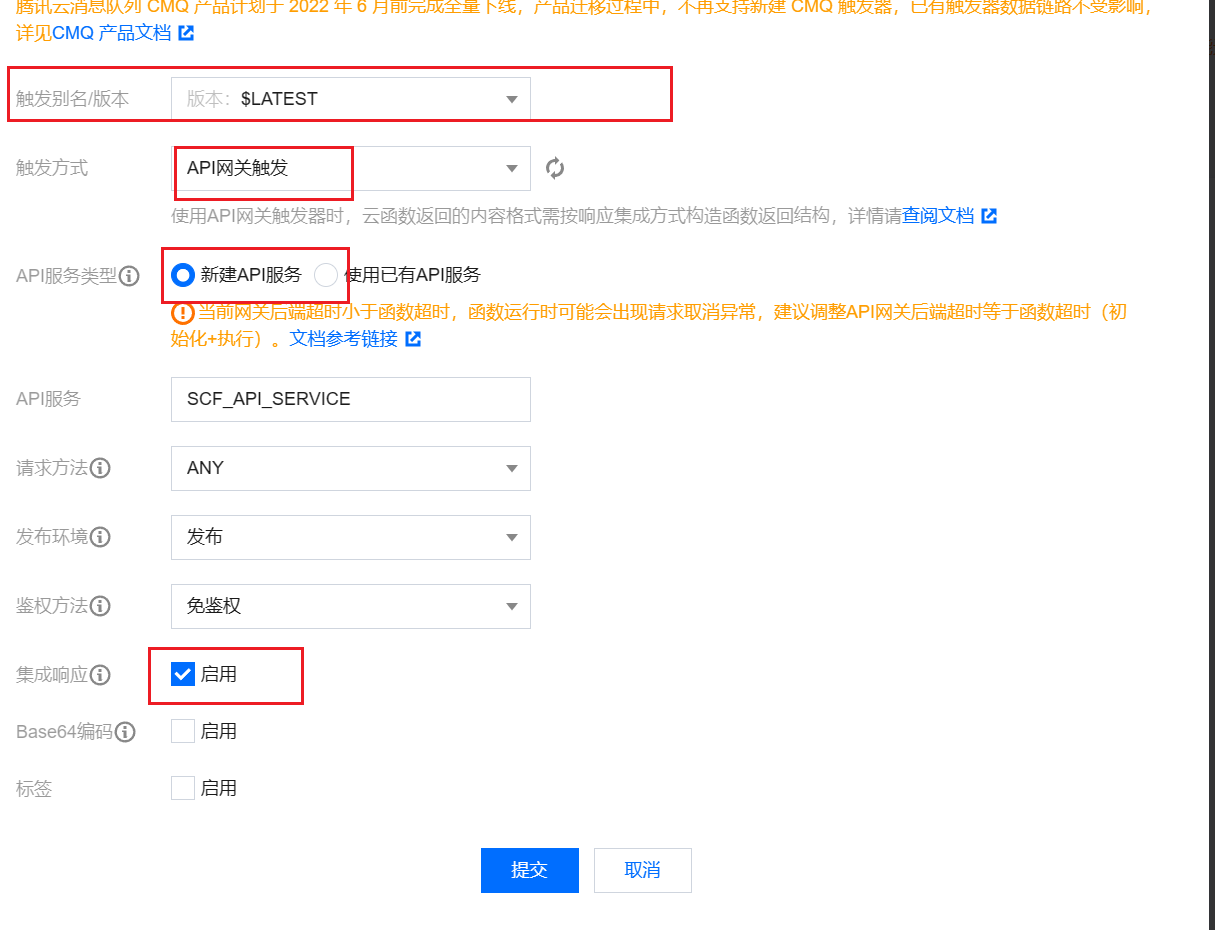 腾讯云消息队列 CMQ 产品计划于 2022 年 6 月前完成全量下线，产品迁移过程中，不再支持新建 CMQ 触发器，已有触发器数据链路不受影响，
详见CMQ 产品文档
触发别名/版本 版本： $LATEST
触发方式 API网关触发
使用API网关触发器时，云函数返回的内容格式需按响应集成方式构造函数返回结构，详情请查阅文档
API服务类型 新建API服务 使用已有API服务
当前网关后端超时小于函数超时，函数运行时可能会出现请求取消异常，建议调整API网关后端超时等于函数超时（初
始化+执行）。文档参考链接
API服务 SCF_API_SERVICE
请求方法 ANY
发布环境 发布
鉴权方法 免鉴权
集成响应 启用
Base64编码 启用
标签 启用
提交 取消